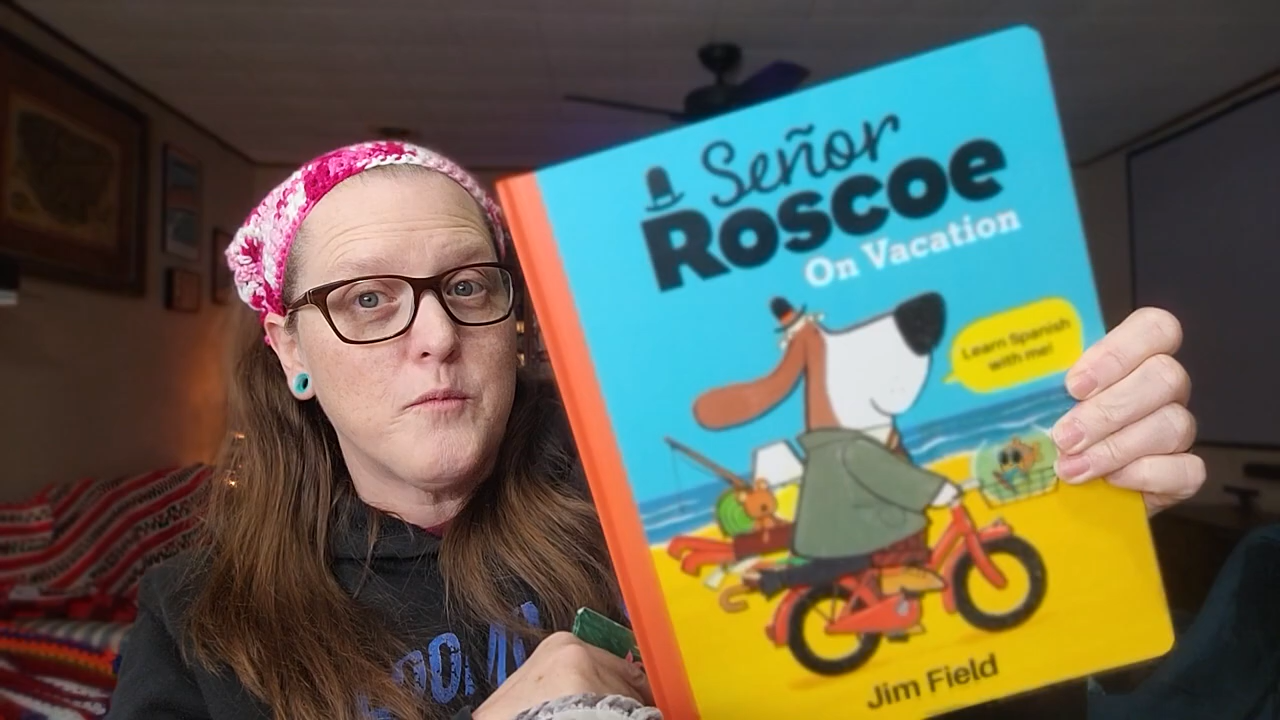 Señor
Roscoe
On Vacation
Learn Spanish
with me!
Jim Field